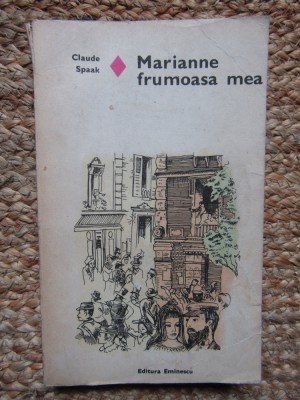 Claude
Spaak
Marianne
frumoasa mea
Editura Eminescu